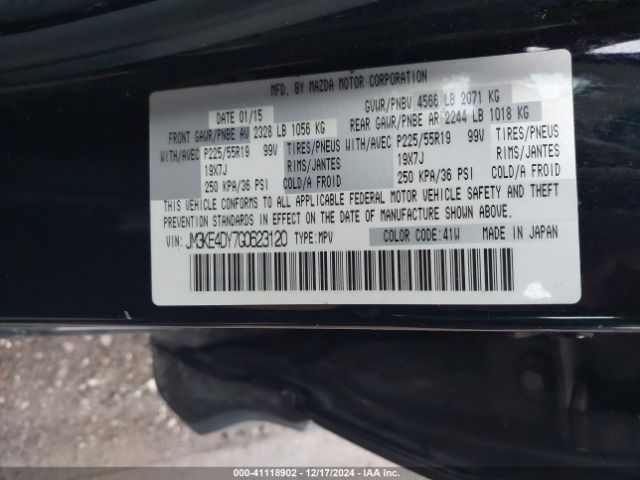 MFD. BY MAZDA MOTOR CORPORATION
DATE 01/15 GVWR/PNBV 4566 LB 2071 KG
FRONT GAWR/PNBE AV 2328 LB 1056 KG REAR GAWR/PNBE AR 2244 LB 1018 KG
WITH/AVEC P225/55R19 99V TIRES/PNEUS WITH/AVEC P225/55R19 99V TIRES/PNEUS
19X7J RIMS/JANTES 19X7J RIMS/JANTES
250 KPA/36 PSI COLD/A FROID 250 KPA/36 PSI COLD/A FROID
THIS VEHICLE CONFORMS TO ALL APPLICABLE FEDERAL MOTOR VEHICLE SAFETY AND THEFT
PREVENTION STANDARDS IN EFFECT ON THE DATE OF MANUFACTURE SHOWN ABOVE.
VIN: JM3KE4DY7G0623120 TYPE:MPV COLOR CODE:41W MADE IN JAPAN
000-41118902 - 12/17/2024 - IAA Inc.